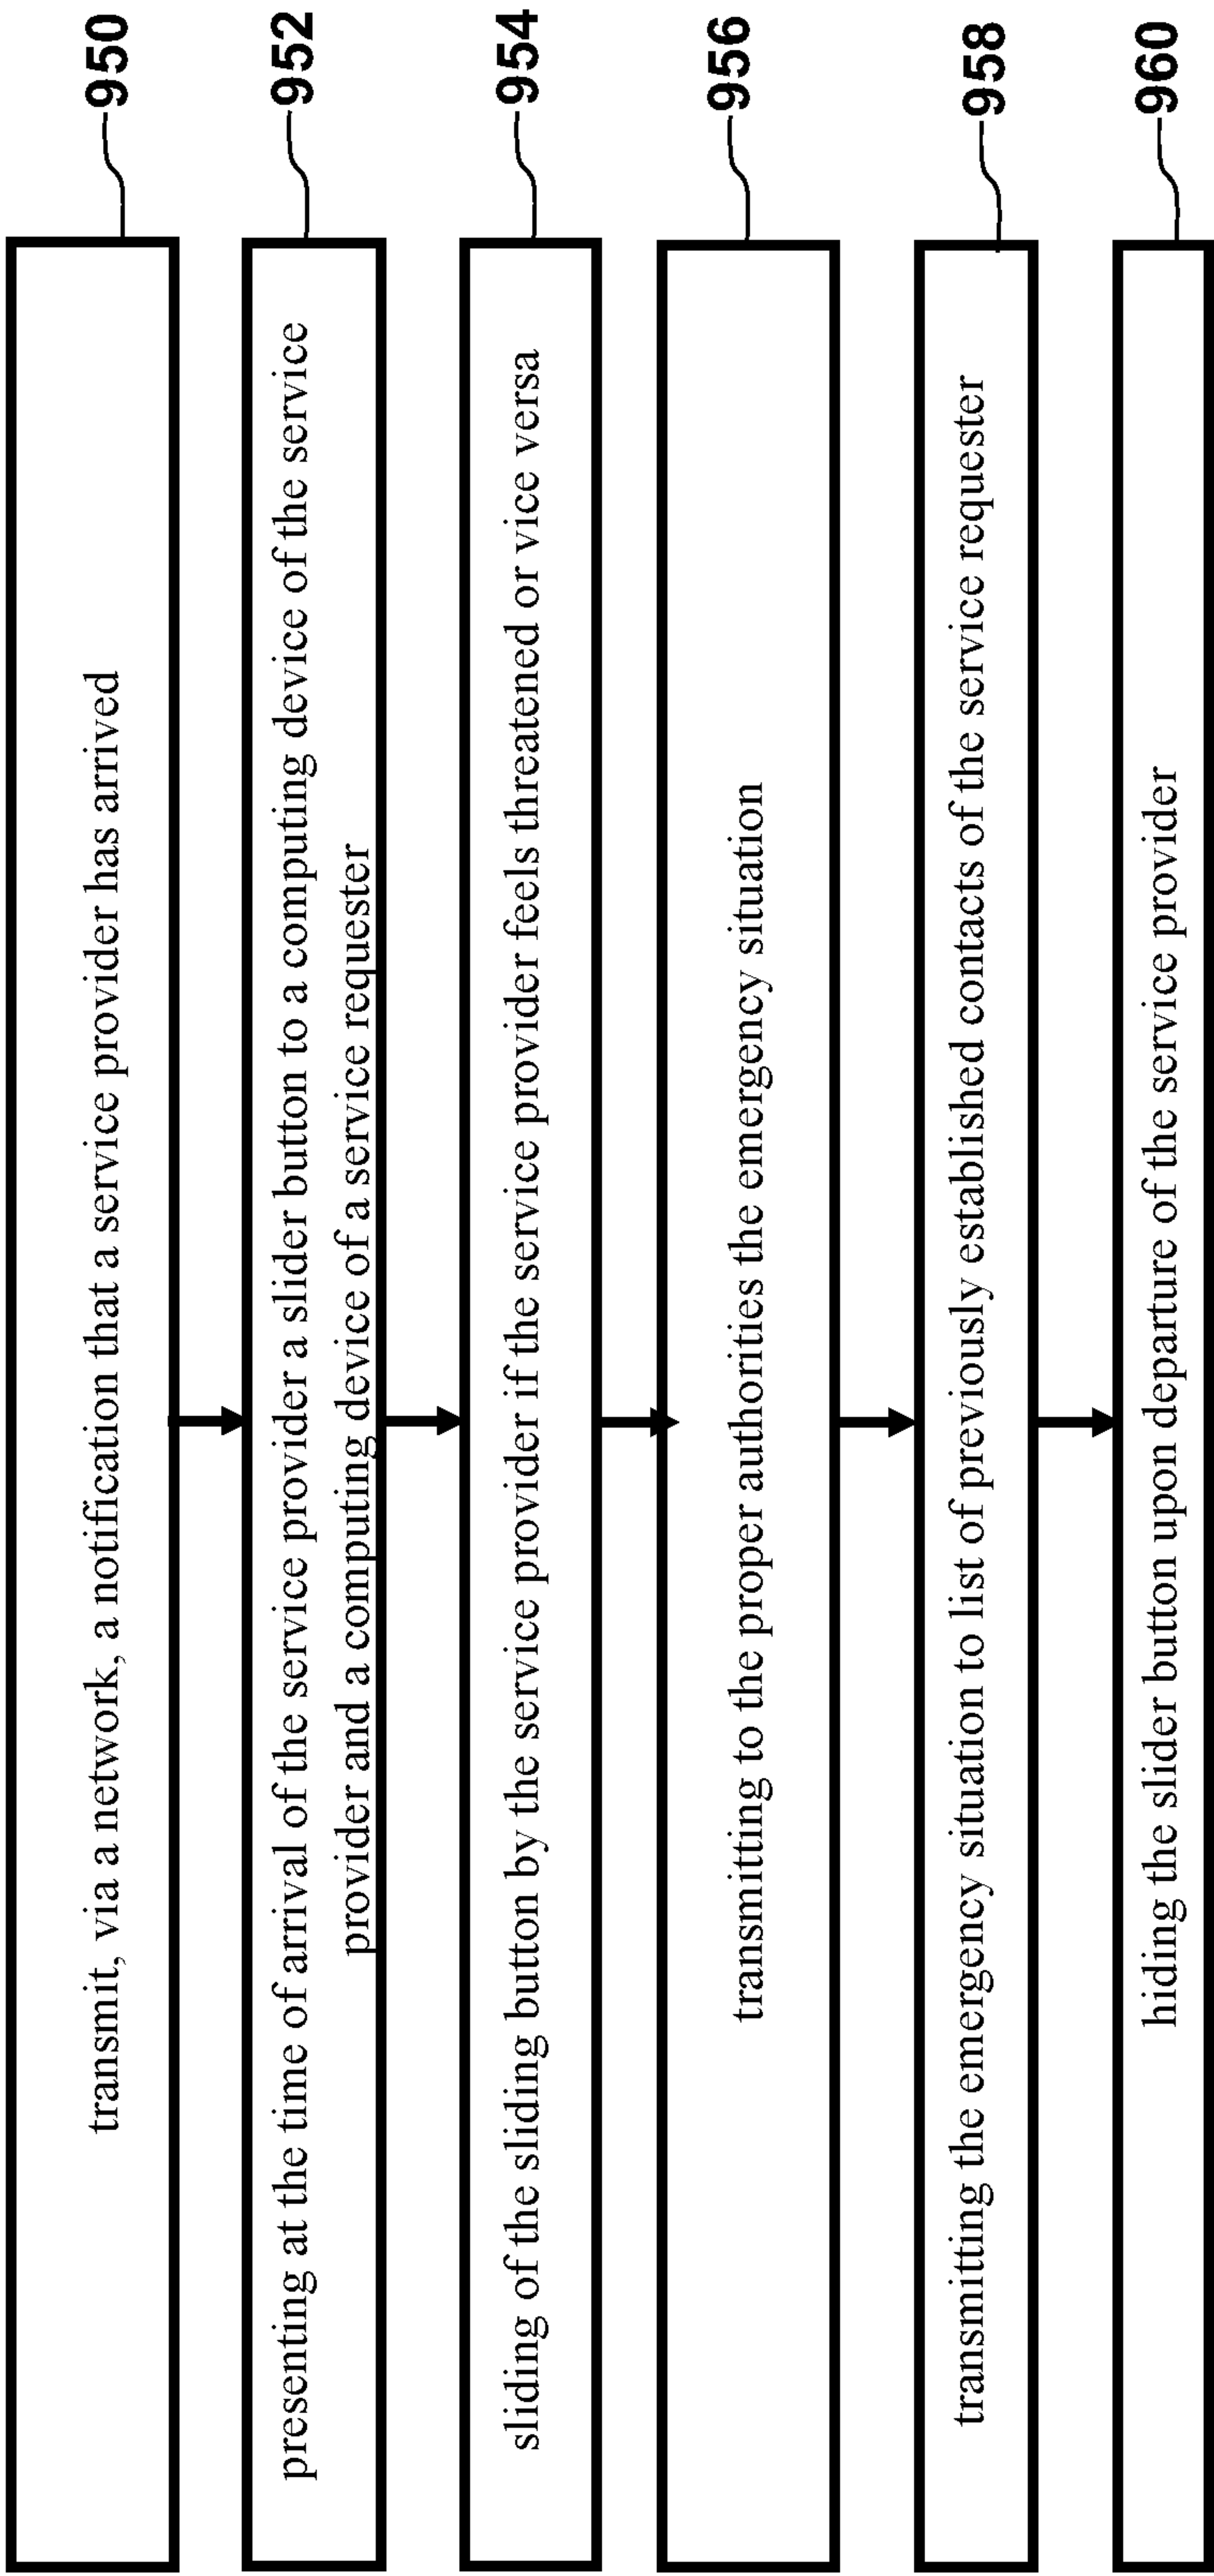 transmit, via a network, a notification that a service provider has arrived
950
presenting at the time of arrival of the service provider a slider button to a computing device of the service
provider and a computing device of a service requester
952
sliding of the sliding button by the service provider if the service provider feels threatened or vice versa
954
transmitting to the proper authorities the emergency situation
956
transmitting the emergency situation to list of previously established contacts of the service requester
958
hiding the slider button upon departure of the service provider
960